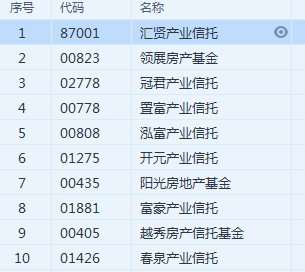 序号 代码 名称
1 87001 汇贤产业信托
2 00823 领展房产基金
3 02778 冠君产业信托
4 00778 置富产业信托
5 00808 泓富产业信托
6 01275 开元产业信托
7 00435 阳光房地产基金
8 01881 富豪产业信托
9 00405 越秀房产信托基金
10 01426 春泉产业信托